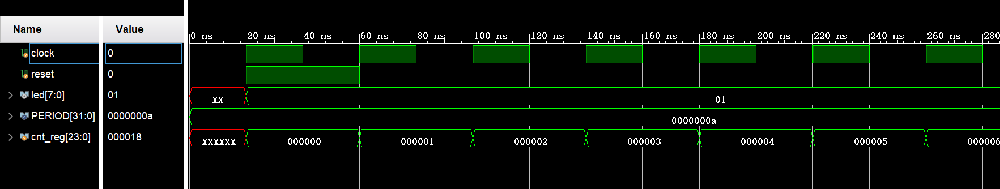 Name Value
0 ns 20 ns 40 ns 60 ns 80 ns 100 ns 120 ns 140 ns 160 ns 180 ns 200 ns 220 ns 240 ns 260 ns 280
clock 0
reset 0
led[7:0] 01 XX 01
PERIOD[31:0] 0000000a 0000000a
cnt_reg[23:0] 000018 XXXXXX 000000 000001 000002 000003 000004 000005 000006